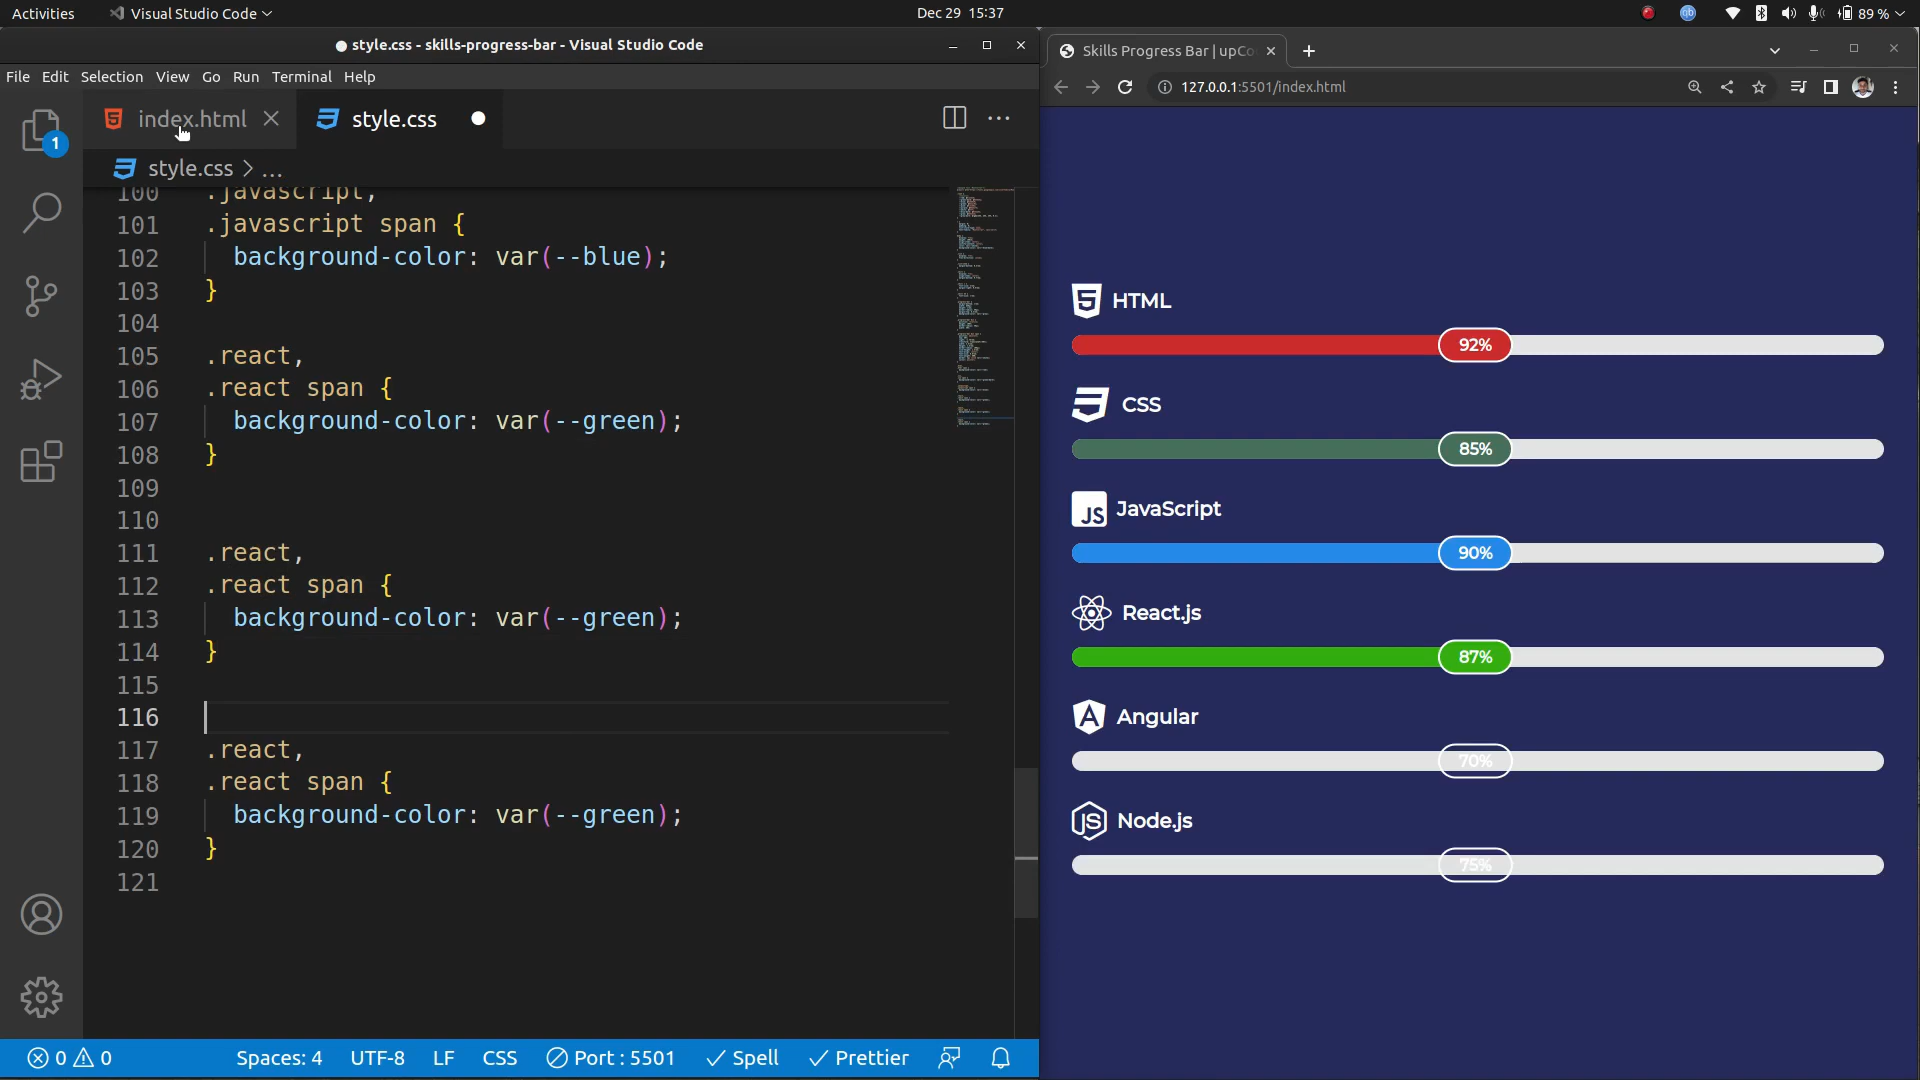 Activities
Visual Studio Code
Dec 29 15:37
89 %
style.css - skills-progress-bar - Visual Studio Code
File Edit Selection View Go Run Terminal Help
index.html
style.css
style.css > ...
1
100 .javascript,
101 .javascript span {
102 background-color: var(--blue);
103 }
104
105 .react,
106 .react span {
107 background-color: var(--green);
108 }
109
110
111 .react,
112 .react span {
113 background-color: var(--green);
114 }
115
116
117 .react,
118 .react span {
119 background-color: var(--green);
120 }
121
0 0
Spaces: 4
UTF-8
LF
CSS
Port : 5501
Spell
Prettier
Skills Progress Bar | upCo
127.0.0.1:5501/index.html
HTML
92%
CSS
85%
JS JavaScript
90%
React.js
87%
Angular
70%
JS Node.js
75%